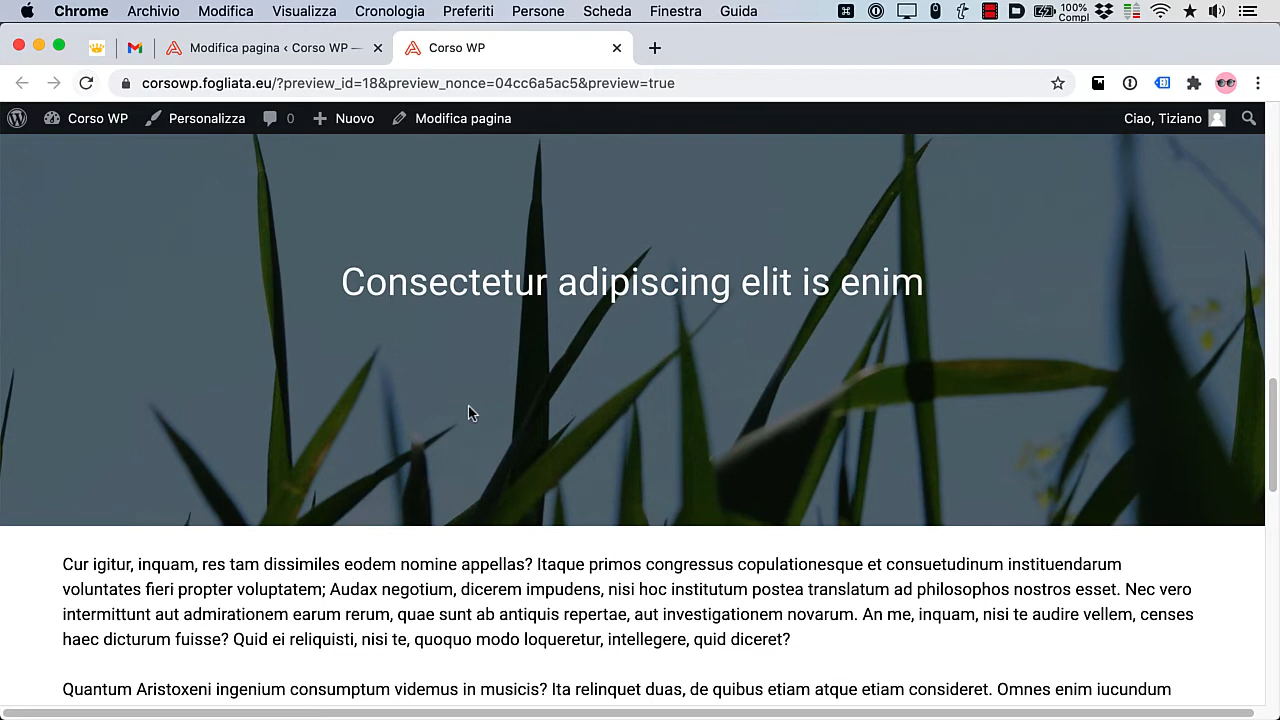 Chrome Archivio Modifica Visualizza Cronologia Preferiti Persone Scheda Finestra Guida 100% Compl
Modifica pagina ‹ Corso WP —
Corso WP
corsowp.fogliata.eu/?preview_id=18&preview_nonce=04cc6a5ac5&preview=true
Corso WP Personalizza 0 Nuovo Modifica pagina Ciao, Tiziano
Consectetur adipiscing elit is enim
Cur igitur, inquam, res tam dissimiles eodem nomine appellas? Itaque primos congressus copulationesque et consuetudinum instituendarum
voluntates fieri propter voluptatem; Audax negotium, dicerem impudens, nisi hoc institutum postea translatum ad philosophos nostros esset. Nec vero
intermittunt aut admirationem earum rerum, quae sunt ab antiquis repertae, aut investigationem novarum. An me, inquam, nisi te audire vellem, censes
haec dicturum fuisse? Quid ei reliquisti, nisi te, quoquo modo loqueretur, intellegere, quid diceret?
Quantum Aristoxeni ingenium consumptum videmus in musicis? Ita relinquet duas, de quibus etiam atque etiam consideret. Omnes enim iucundum